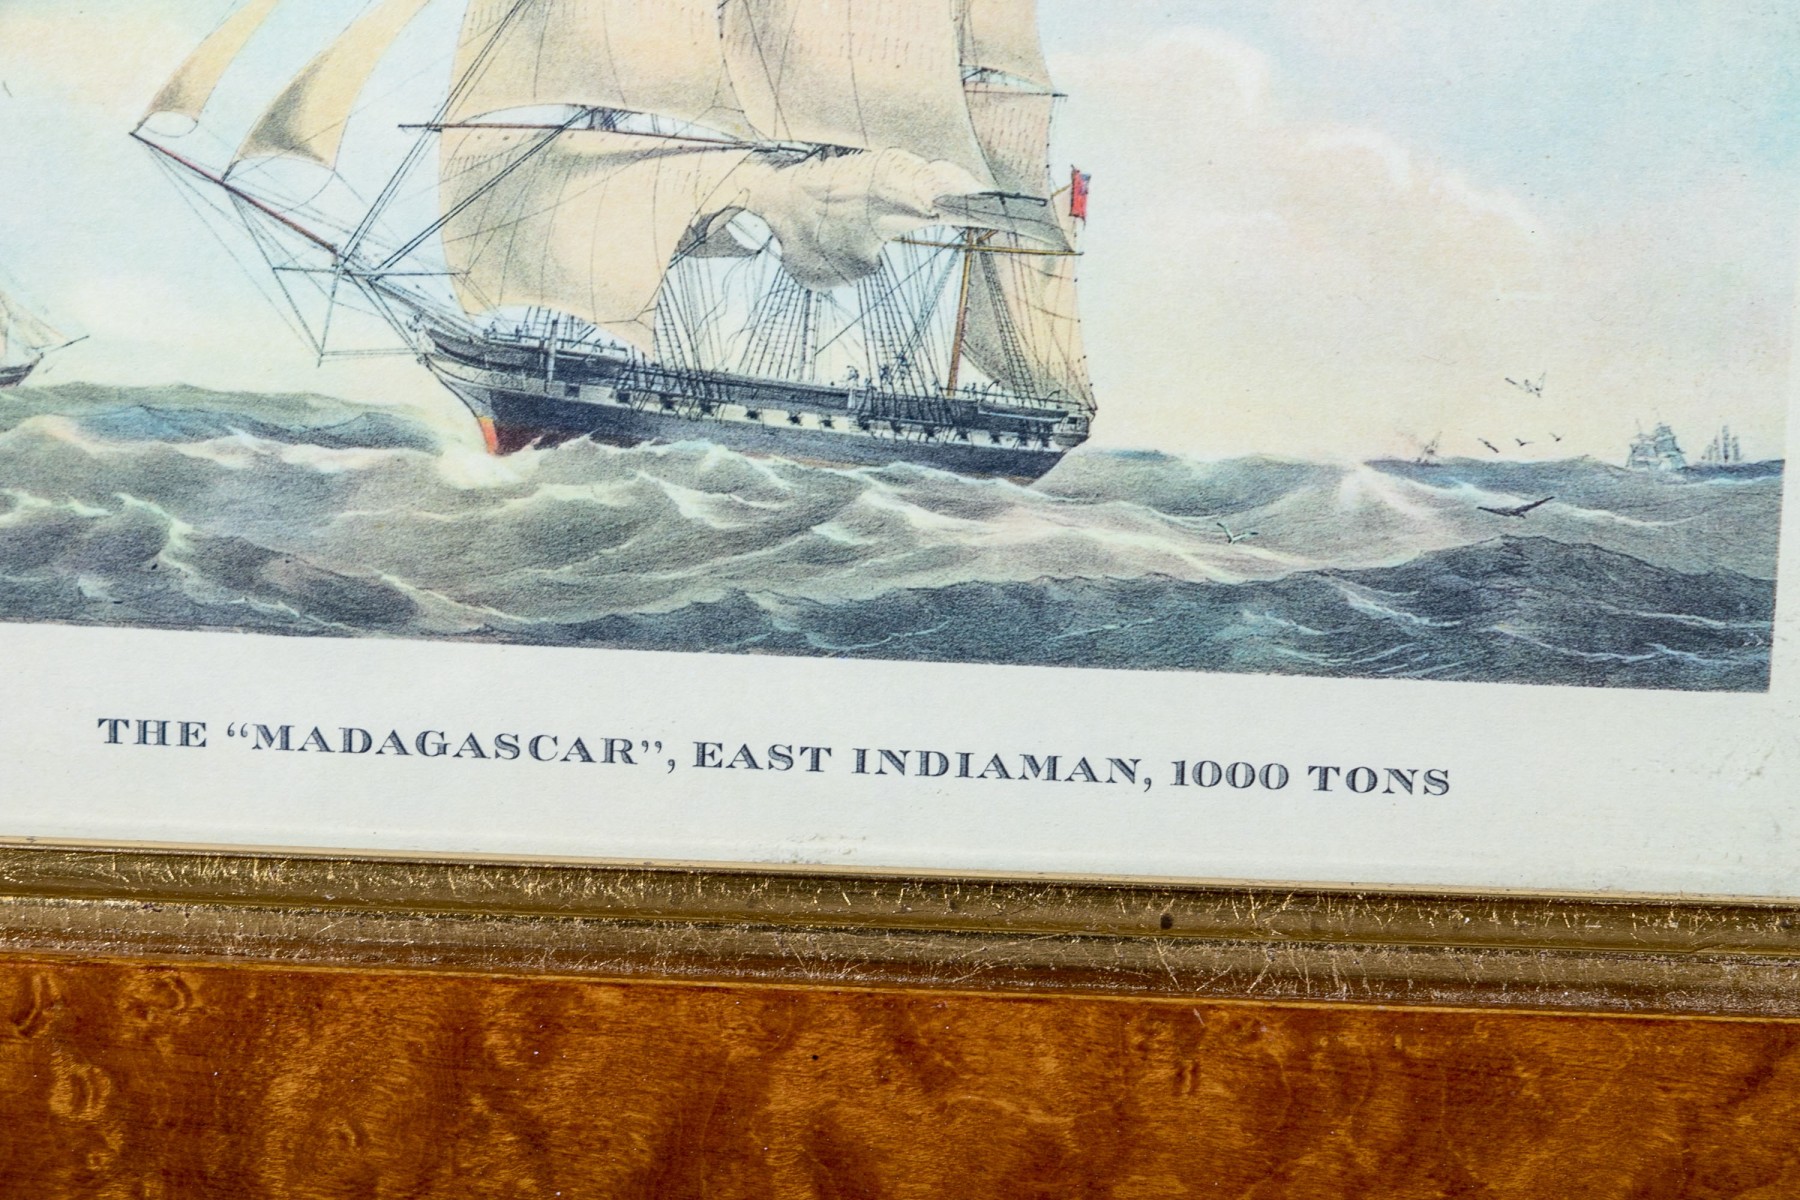 THE “MADAGASCAR”, EAST INDIAMAN, 1000 TONS